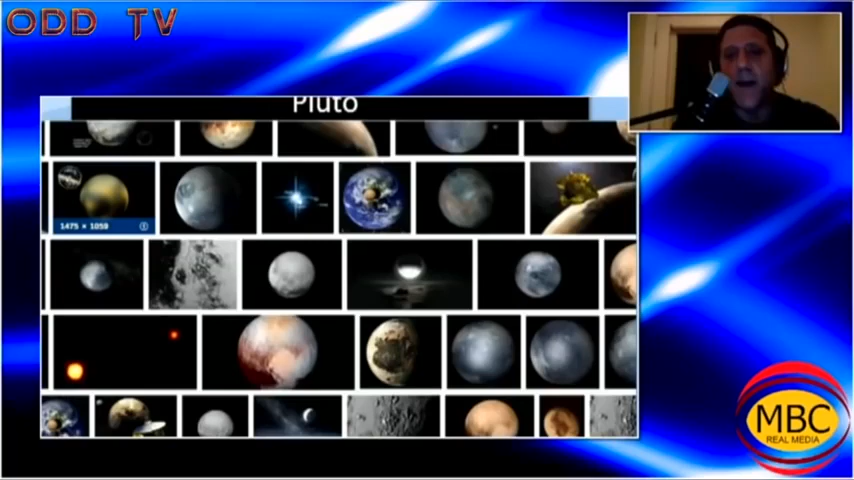 ODD TV
Pluto
1475 × 1059
MBC
REAL MEDIA